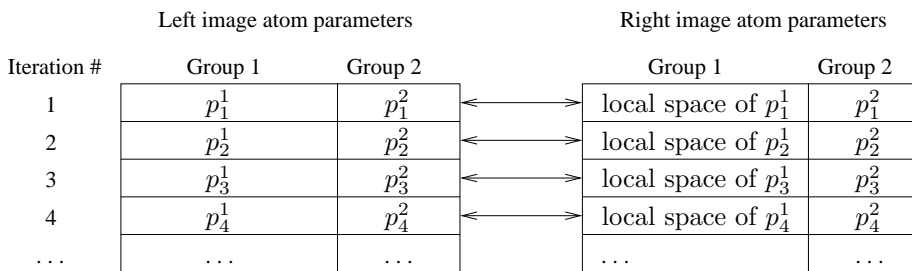 Left image atom parameters Right image atom parameters
Iteration # Group 1 Group 2 Group 1 Group 2
1 p_1^1 p_1^2 local space of p_1^1 p_1^2
2 p_2^1 p_2^2 local space of p_2^1 p_2^2
3 p_3^1 p_3^2 local space of p_3^1 p_3^2
4 p_4^1 p_4^2 local space of p_4^1 p_4^2
... ... ... ... ...